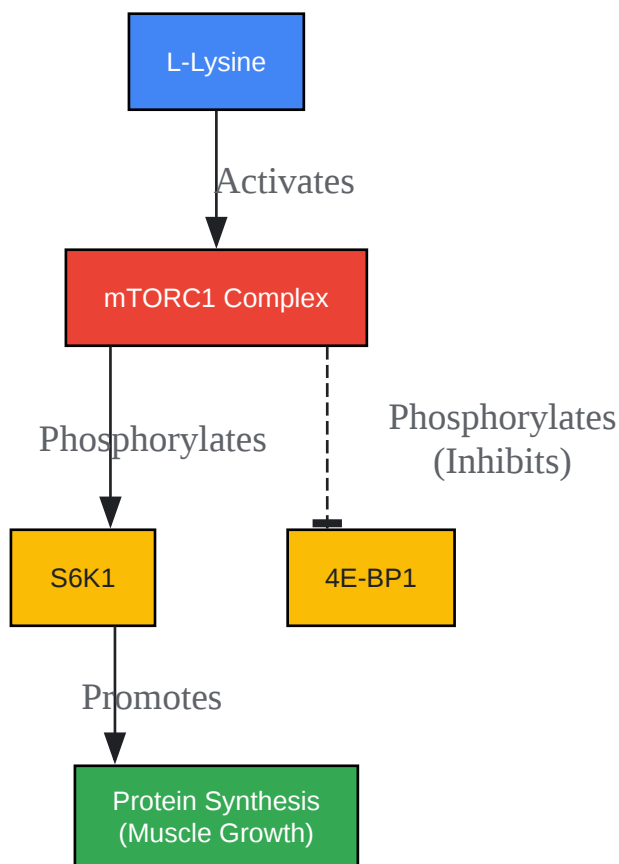 L-Lysine
Activates
mTORC1 Complex
Phosphorylates
Phosphorylates
(Inhibits)
S6K1
4E-BP1
Promotes
Protein Synthesis
(Muscle Growth)